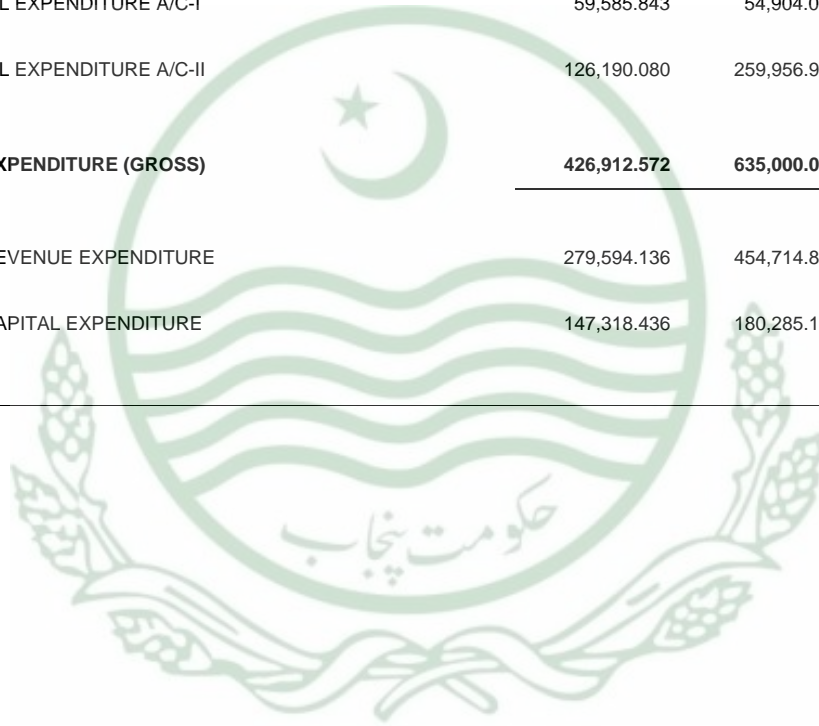 L EXPENDITURE A/C-I 59,585.843 54,904.0
L EXPENDITURE A/C-II 126,190.080 259,956.9
XPENDITURE (GROSS) 426,912.572 635,000.0
EVENUE EXPENDITURE 279,594.136 454,714.8
APITAL EXPENDITURE 147,318.436 180,285.1
حکومت پنجاب